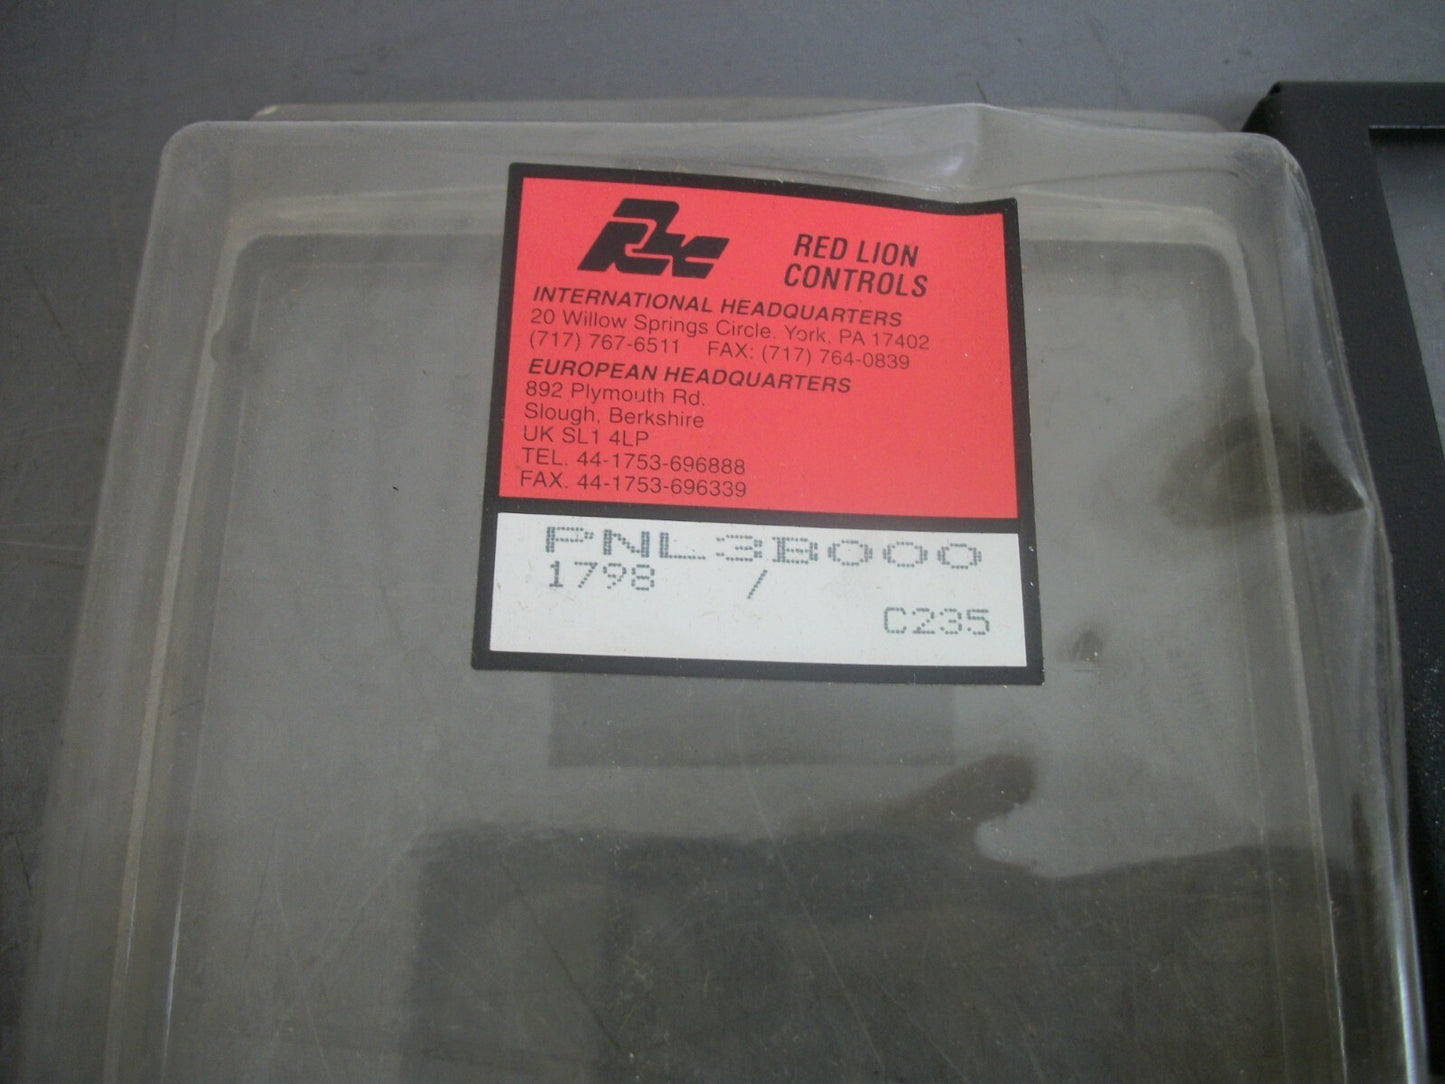 RLC
RED LION
CONTROLS
INTERNATIONAL HEADQUARTERS
20 Willow Springs Circle. York, PA 17402
(717) 767-6511 FAX: (717) 764-0839
EUROPEAN HEADQUARTERS
892 Plymouth Rd.
Slough, Berkshire
UK SL1 4LP
TEL. 44-1753-696888
FAX. 44-1753-696339
PNL3B000
1798 /
C235